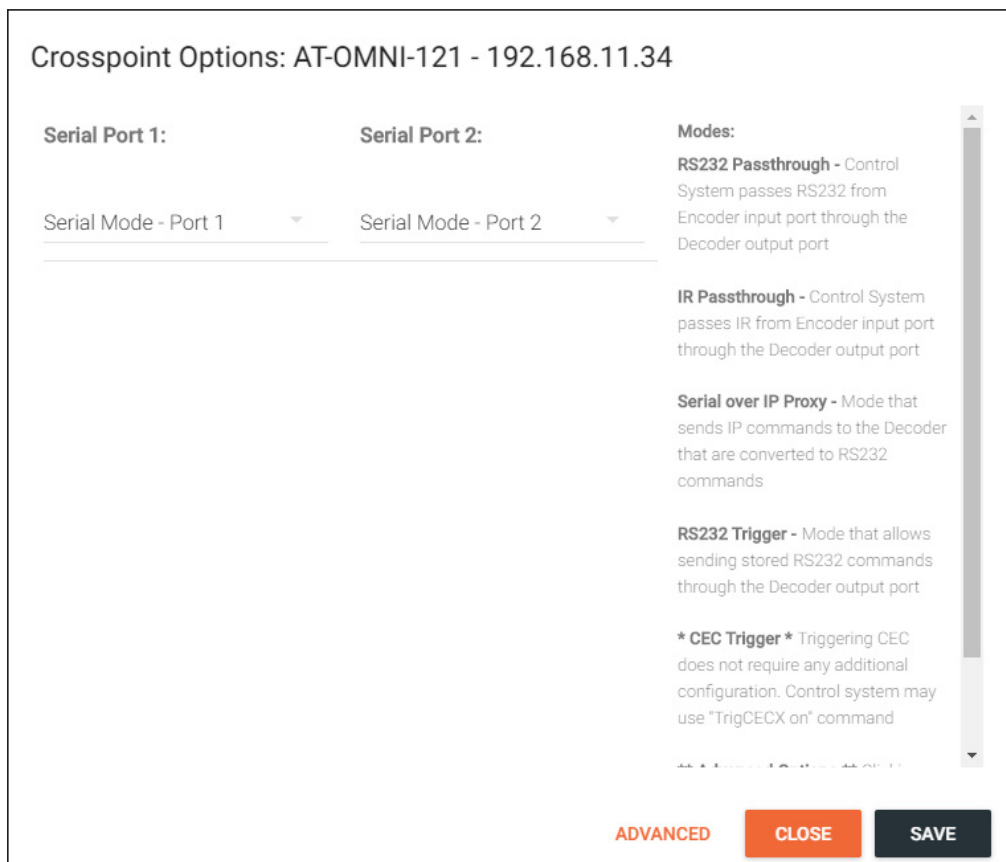 Crosspoint Options: AT-OMNI-121 - 192.168.11.34
Serial Port 1:
Serial Port 2:
Serial Mode - Port 1
Serial Mode - Port 2
Modes:
RS232 Passthrough - Control
System passes RS232 from
Encoder input port through the
Decoder output port
IR Passthrough - Control System
passes IR from Encoder input port
through the Decoder output port
Serial over IP Proxy - Mode that
sends IP commands to the Decoder
that are converted to RS232
commands
RS232 Trigger - Mode that allows
sending stored RS232 commands
through the Decoder output port
* CEC Trigger * Triggering CEC
does not require any additional
configuration. Control system may
use "TrigCECX on" command
ADVANCED
CLOSE
SAVE